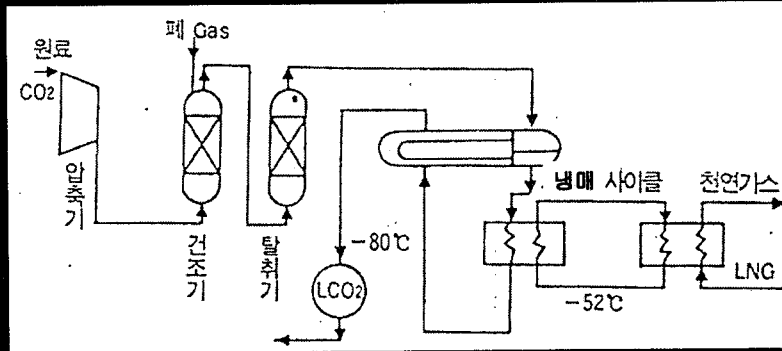 폐 Gas
원료
CO2
압축기
건조기
탈취기
-80℃
LCO2
냉매 사이클
-52℃
천연가스
LNG